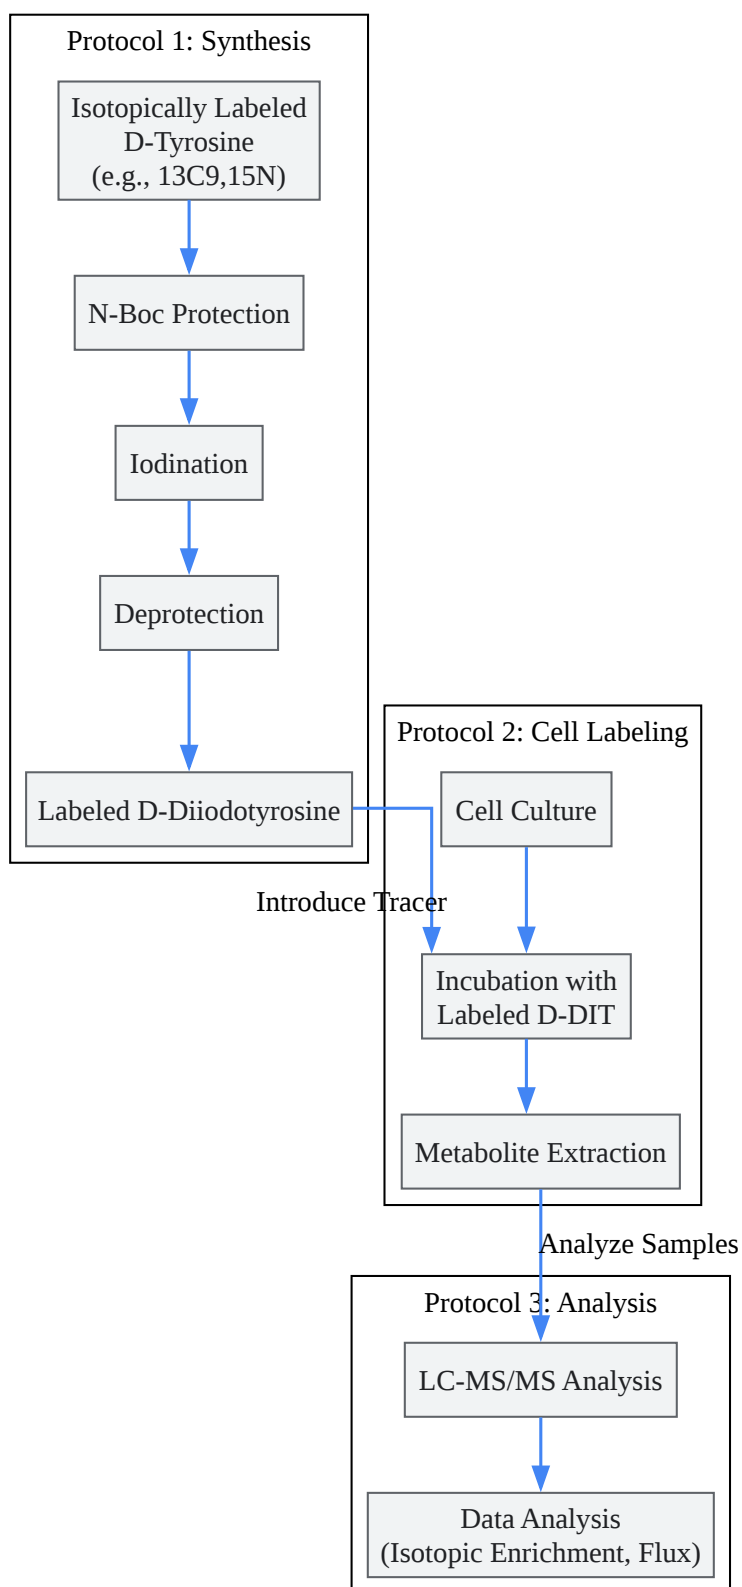 Protocol 1: Synthesis
Isotopically Labeled
D-Tyrosine
(e.g., 13C9,15N)
N-Boc Protection
Iodination
Deprotection
Labeled D-Diiodotyrosine
Protocol 2: Cell Labeling
Cell Culture
Introduce Tracer
Incubation with
Labeled D-DIT
Metabolite Extraction
Analyze Samples
Protocol 3: Analysis
LC-MS/MS Analysis
Data Analysis
(Isotopic Enrichment, Flux)